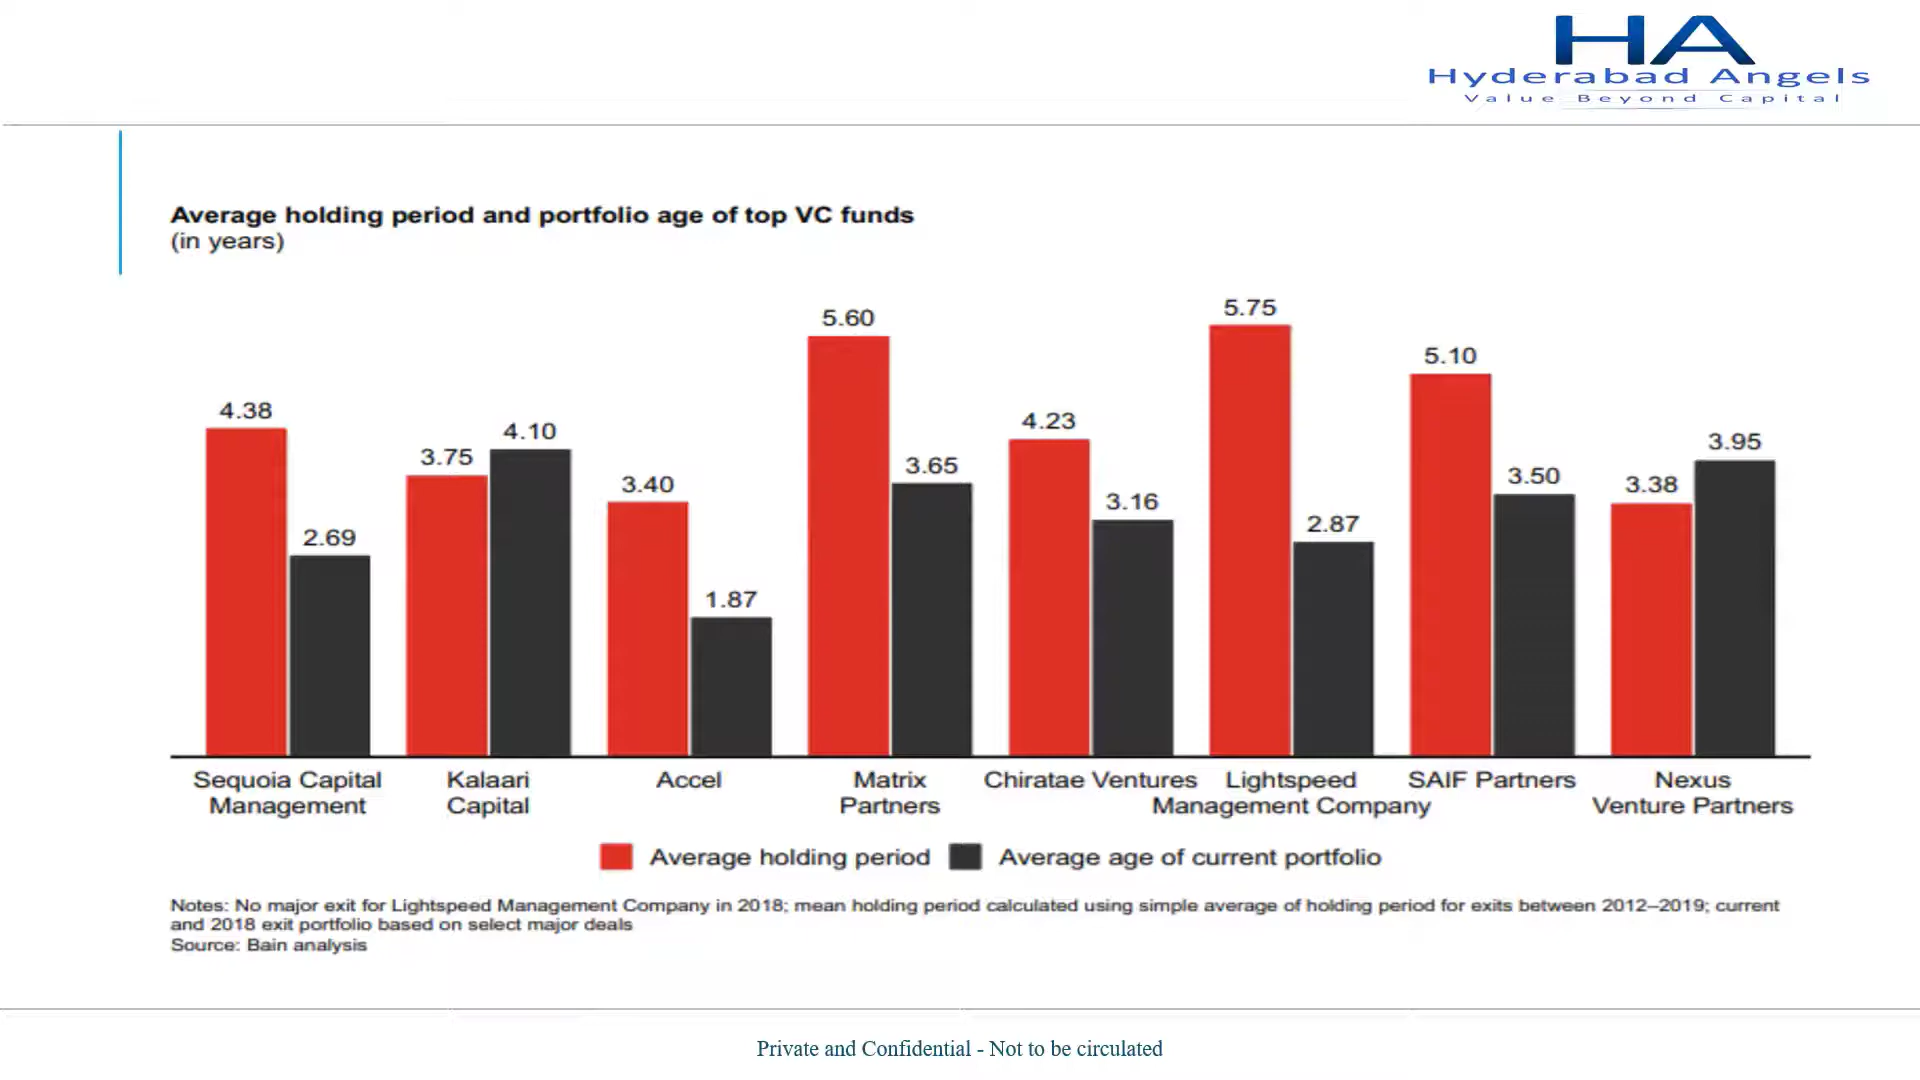 HA
Hyderabad Angels
Value Beyond Capital
Average holding period and portfolio age of top VC funds
(in years)
4.38
2.69
3.75
4.10
3.40
1.87
5.60
3.65
4.23
3.16
5.75
2.87
5.10
3.50
3.38
3.95
Sequoia Capital
Management
Kalaari
Capital
Accel
Matrix
Partners
Chiratae Ventures
Lightspeed
Management Company
SAIF Partners
Nexus
Venture Partners
Average holding period
Average age of current portfolio
Notes: No major exit for Lightspeed Management Company in 2018; mean holding period calculated using simple average of holding period for exits between 2012–2019; current
and 2018 exit portfolio based on select major deals
Source: Bain analysis
Private and Confidential - Not to be circulated